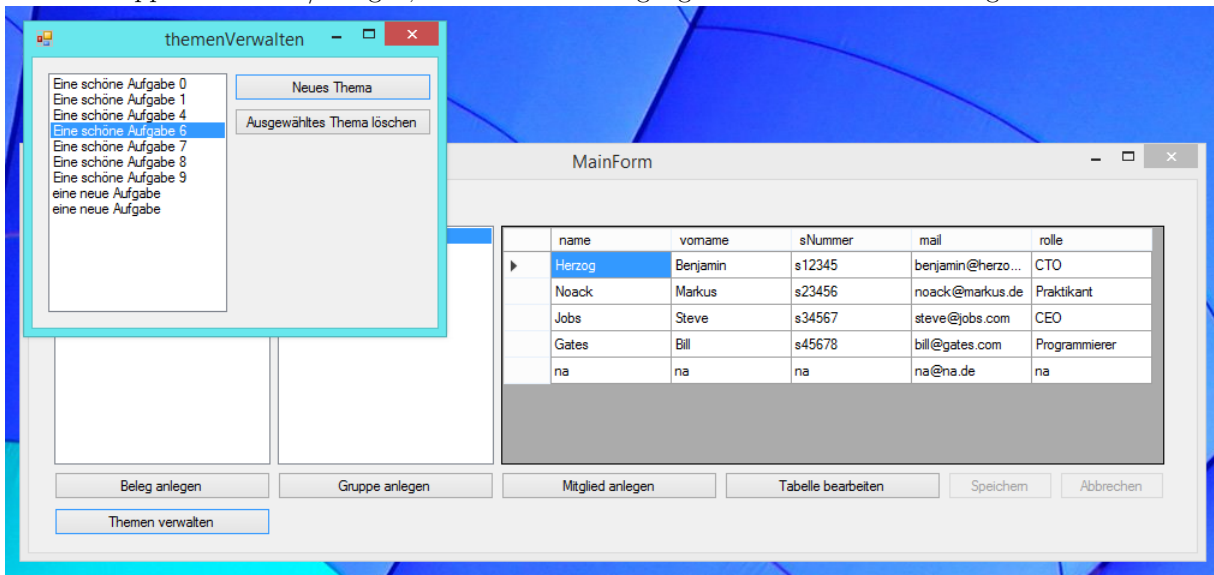 themenVerwalten
Eine schöne Aufgabe 0
Eine schöne Aufgabe 1
Eine schöne Aufgabe 4
Eine schöne Aufgabe 6
Eine schöne Aufgabe 7
Eine schöne Aufgabe 8
Eine schöne Aufgabe 9
eine neue Aufgabe
eine neue Aufgabe
Neues Thema
Ausgewähltes Thema löschen
MainForm
name vorname sNummer mail rolle
Herzog Benjamin s12345 benjamin@herzo... CTO
Noack Markus s23456 noack@markus.de Praktikant
Jobs Steve s34567 steve@jobs.com CEO
Gates Bill s45678 bill@gates.com Programmierer
na na na na@na.de na
Beleg anlegen Gruppe anlegen Mitglied anlegen Tabelle bearbeiten Speichern Abbrechen
Themen verwalten